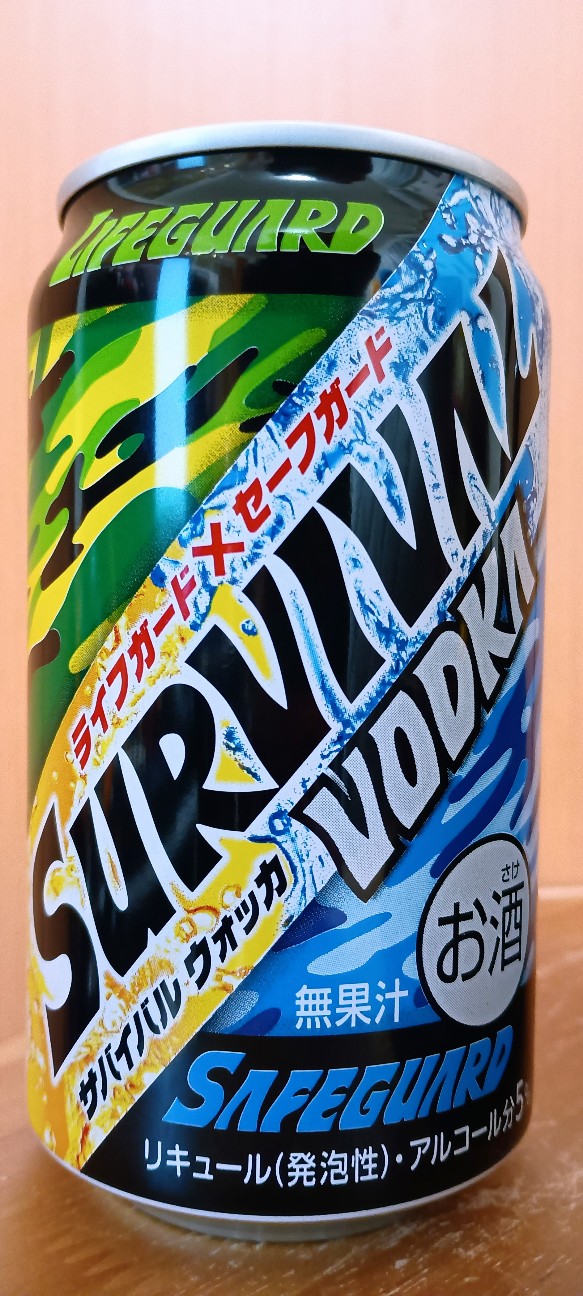 LIFEGUARD
ライフガード×セーフガード
SURVIVAL
VODKA
サバイバル ウォッカ
さけ
お酒
無果汁
SAFEGUARD
リキュール(発泡性)・アルコール分5